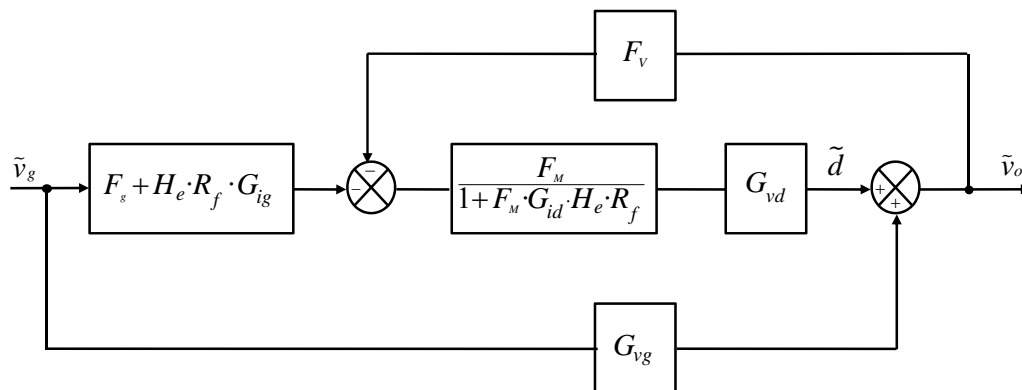 F_V
ṽ_g
F_g + H_e · R_f · G_ig
−
−
F_M
1 + F_M · G_id · H_e · R_f
G_vd
d̃
+
+
ṽ_o
G_vg